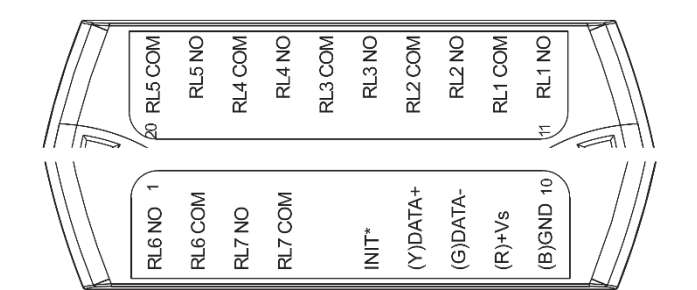 RL5 COM
RL5 NO
RL4 COM
RL4 NO
RL3 COM
RL3 NO
RL2 COM
RL2 NO
RL1 COM
RL1 NO
20
11
RL6 NO 1
RL6 COM
RL7 NO
RL7 COM
INIT*
(Y)DATA+
(G)DATA-
(R)+Vs
(B)GND 10